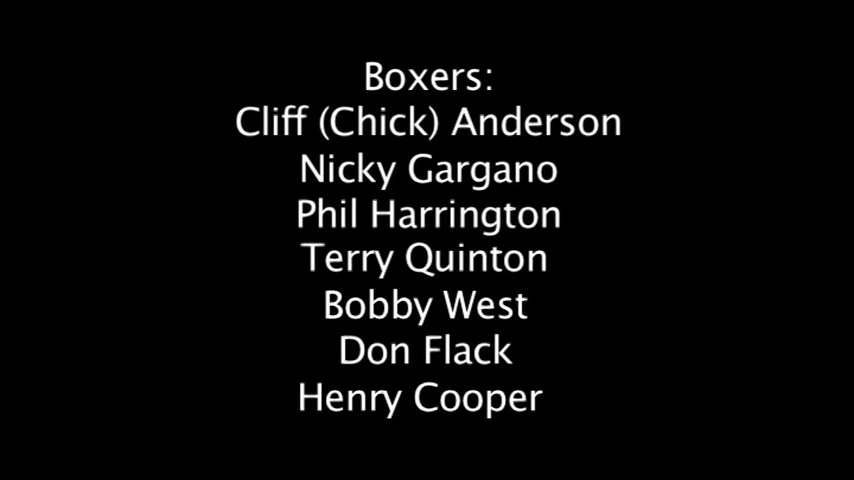 Boxers:
Cliff (Chick) Anderson
Nicky Gargano
Phil Harrington
Terry Quinton
Bobby West
Don Flack
Henry Cooper